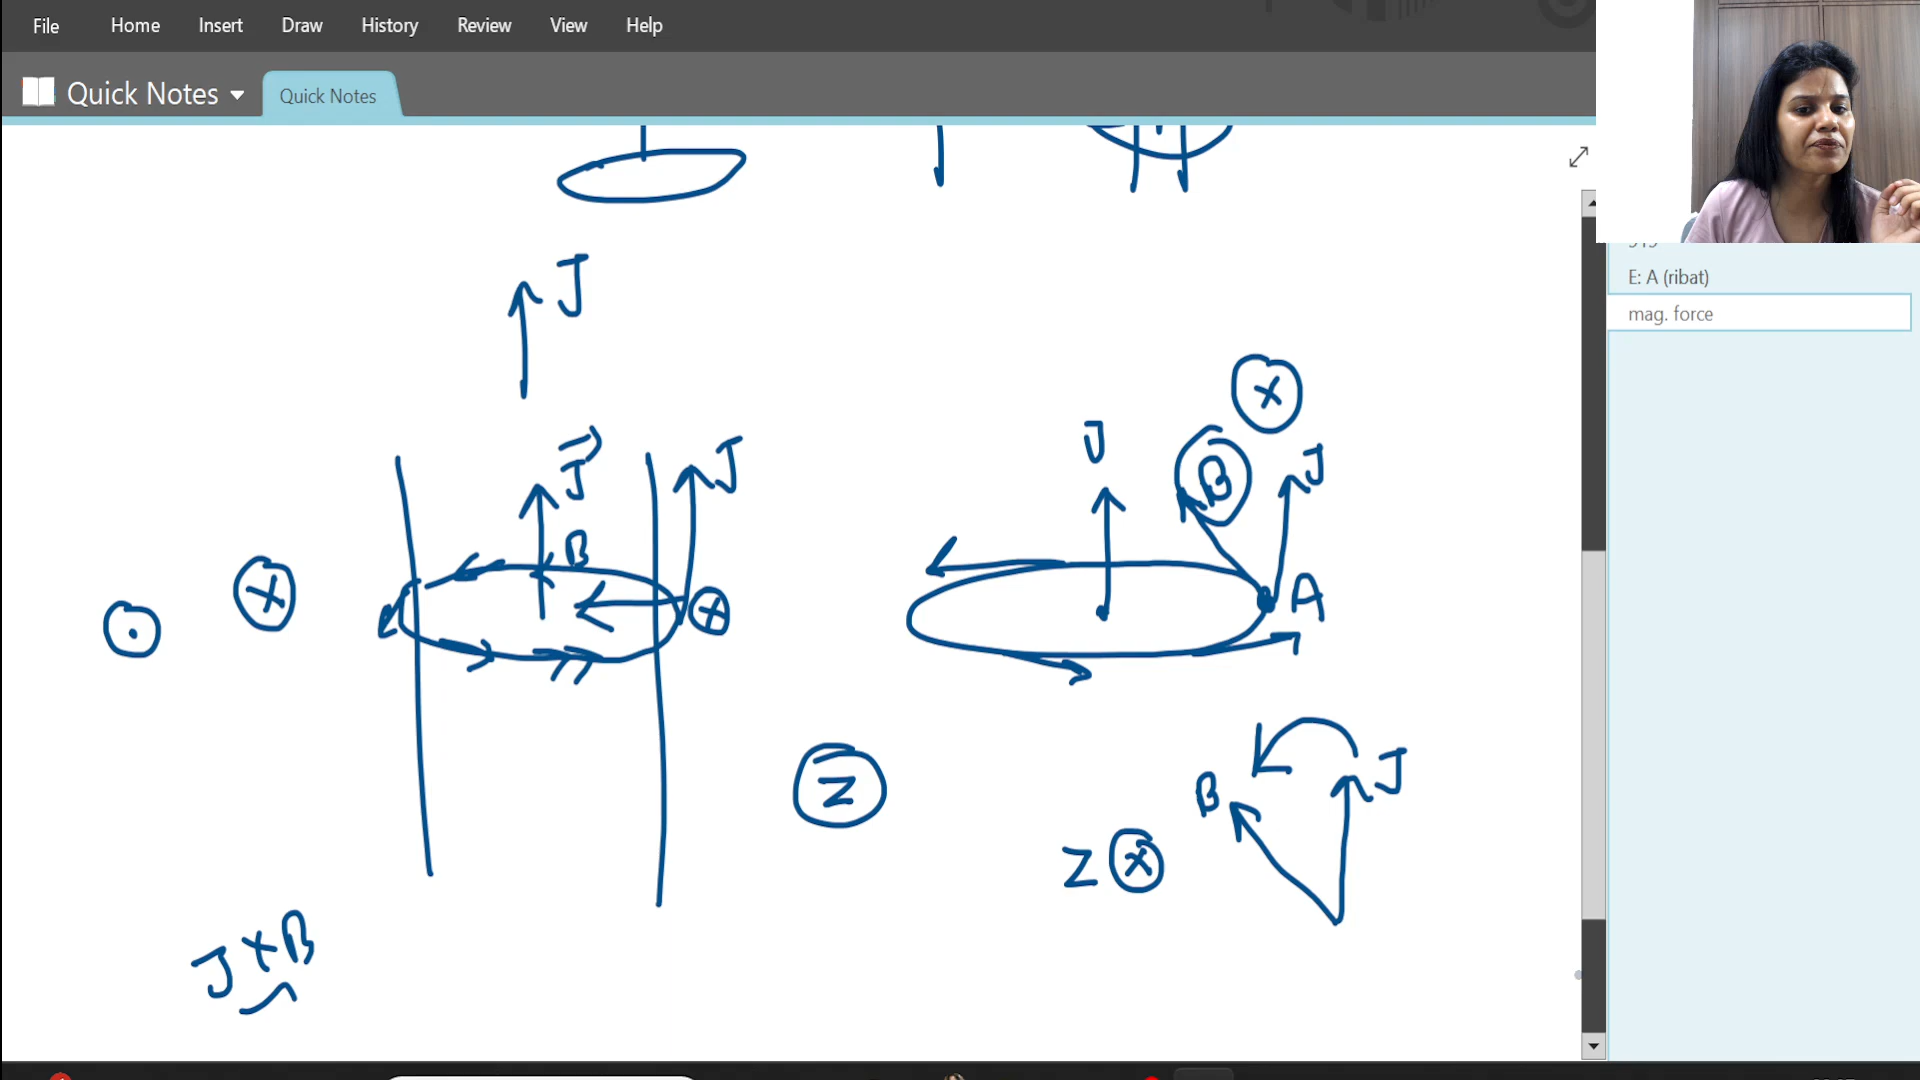 File Home Insert Draw History Review View Help
Quick Notes Quick Notes
E: A (ribat)
mag. force
J
J
J
B
J
B
J
A
Z
B
J
Z
J × B